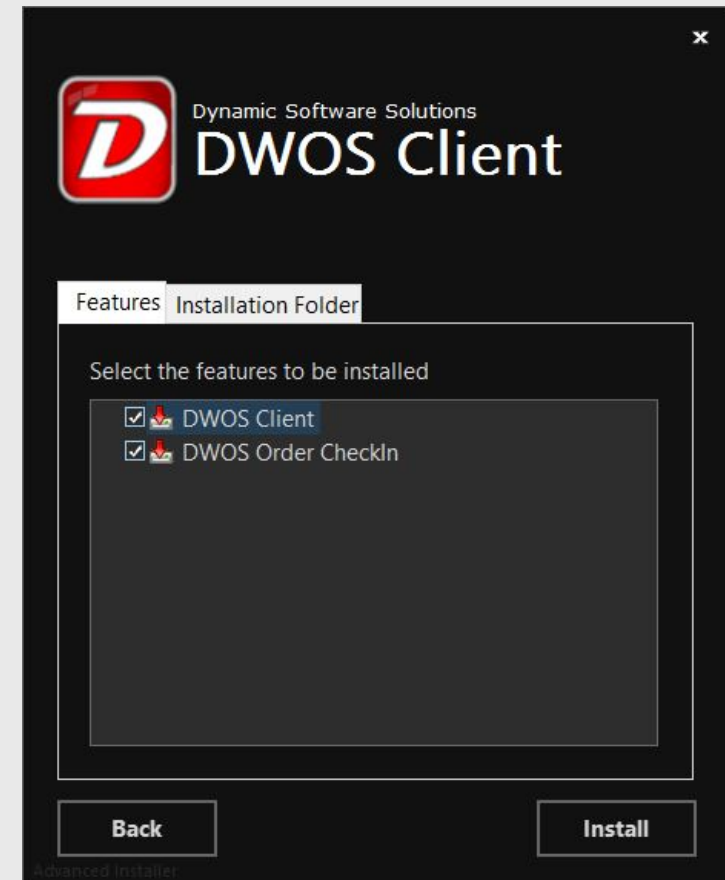 x
D
Dynamic Software Solutions
DWOS Client
Features
Installation Folder
Select the features to be installed
DWOS Client
DWOS Order CheckIn
Back
Install
Advanced Installer